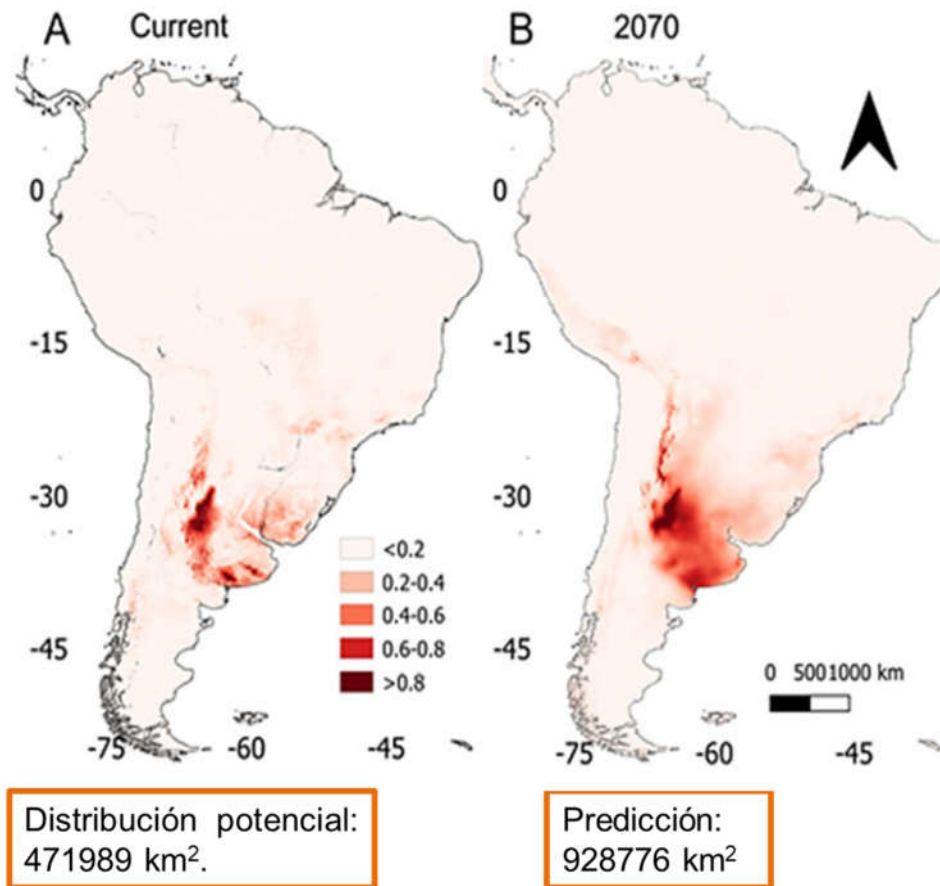 A Current
B 2070
0
-15
-30
-45
<0.2
0.2-0.4
0.4-0.6
0.6-0.8
>0.8
-75 -60 -45
0
-15
-30
-45
0 5001000 km
-75 -60 -45
Distribución potencial:
471989 km².
Predicción:
928776 km²